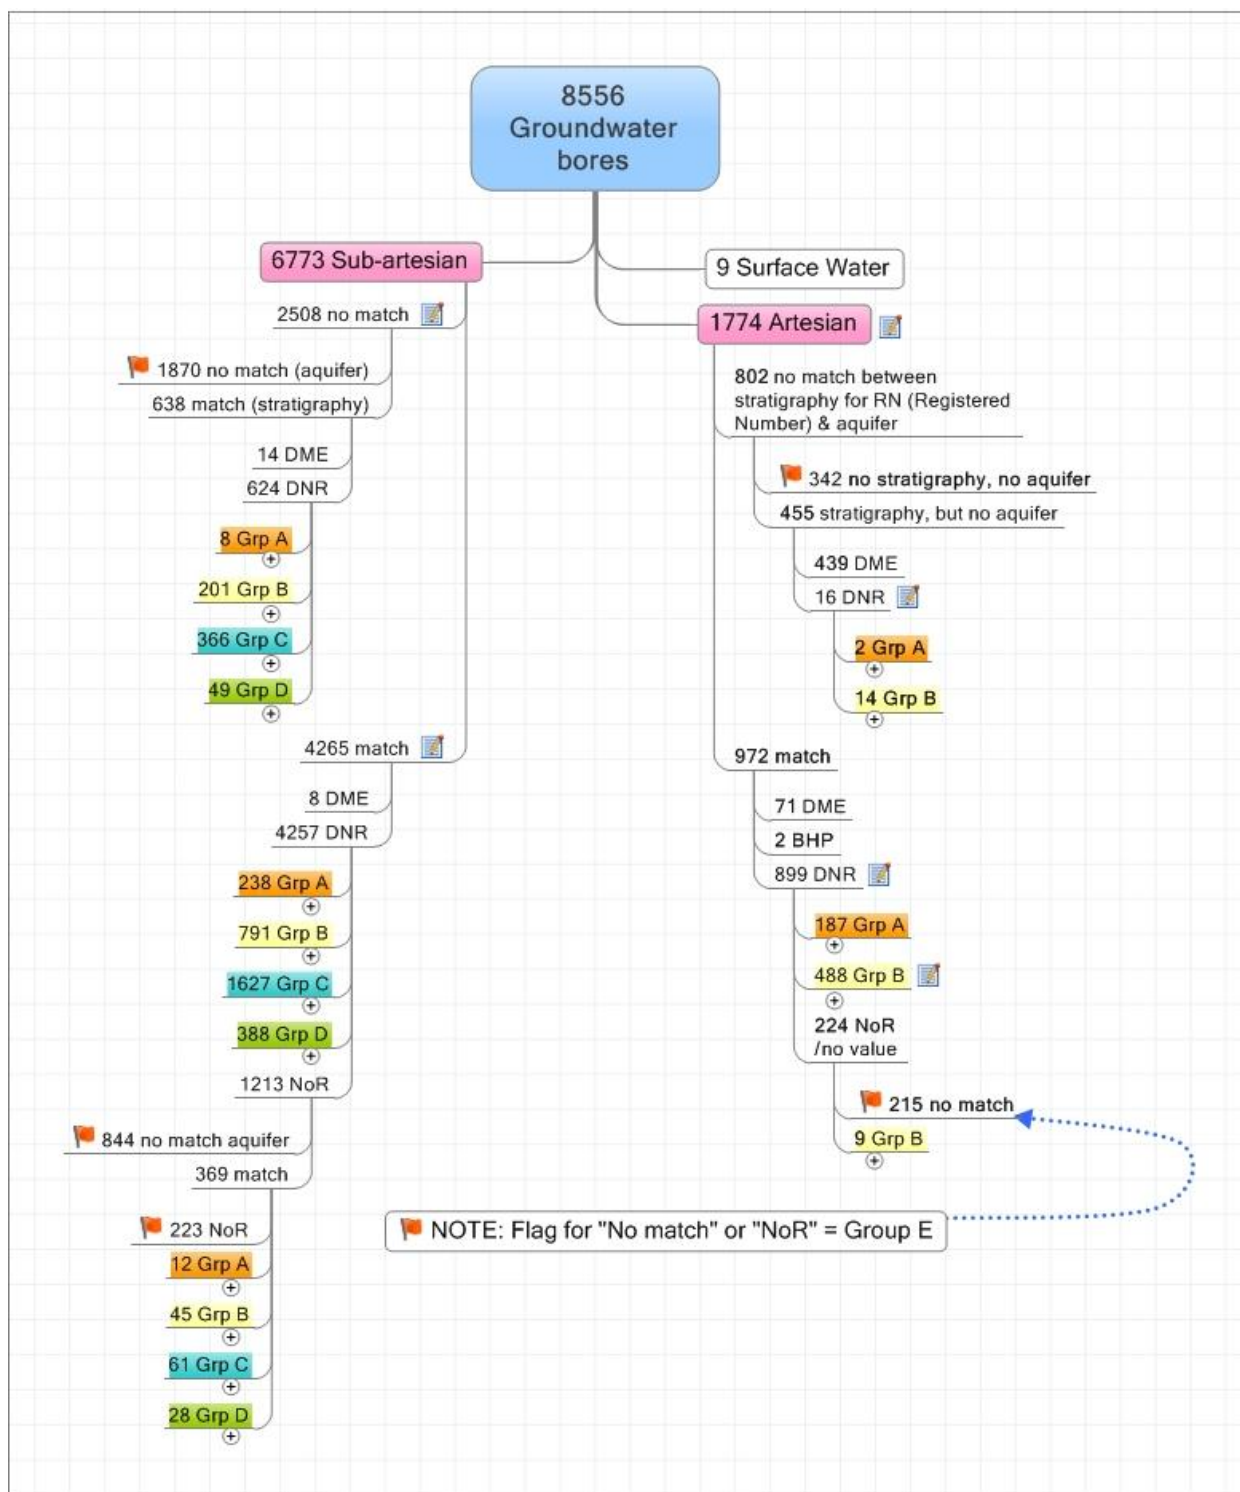 8556
Groundwater
bores
6773 Sub-artesian
2508 no match
1870 no match (aquifer)
638 match (stratigraphy)
14 DME
624 DNR
8 Grp A
201 Grp B
366 Grp C
49 Grp D
4265 match
8 DME
4257 DNR
238 Grp A
791 Grp B
1627 Grp C
388 Grp D
1213 NoR
844 no match aquifer
369 match
223 NoR
12 Grp A
45 Grp B
61 Grp C
28 Grp D
9 Surface Water
1774 Artesian
802 no match between
stratigraphy for RN (Registered
Number) & aquifer
342 no stratigraphy, no aquifer
455 stratigraphy, but no aquifer
439 DME
16 DNR
2 Grp A
14 Grp B
972 match
71 DME
2 BHP
899 DNR
187 Grp A
488 Grp B
224 NoR
/no value
215 no match
9 Grp B
NOTE: Flag for "No match" or "NoR" = Group E